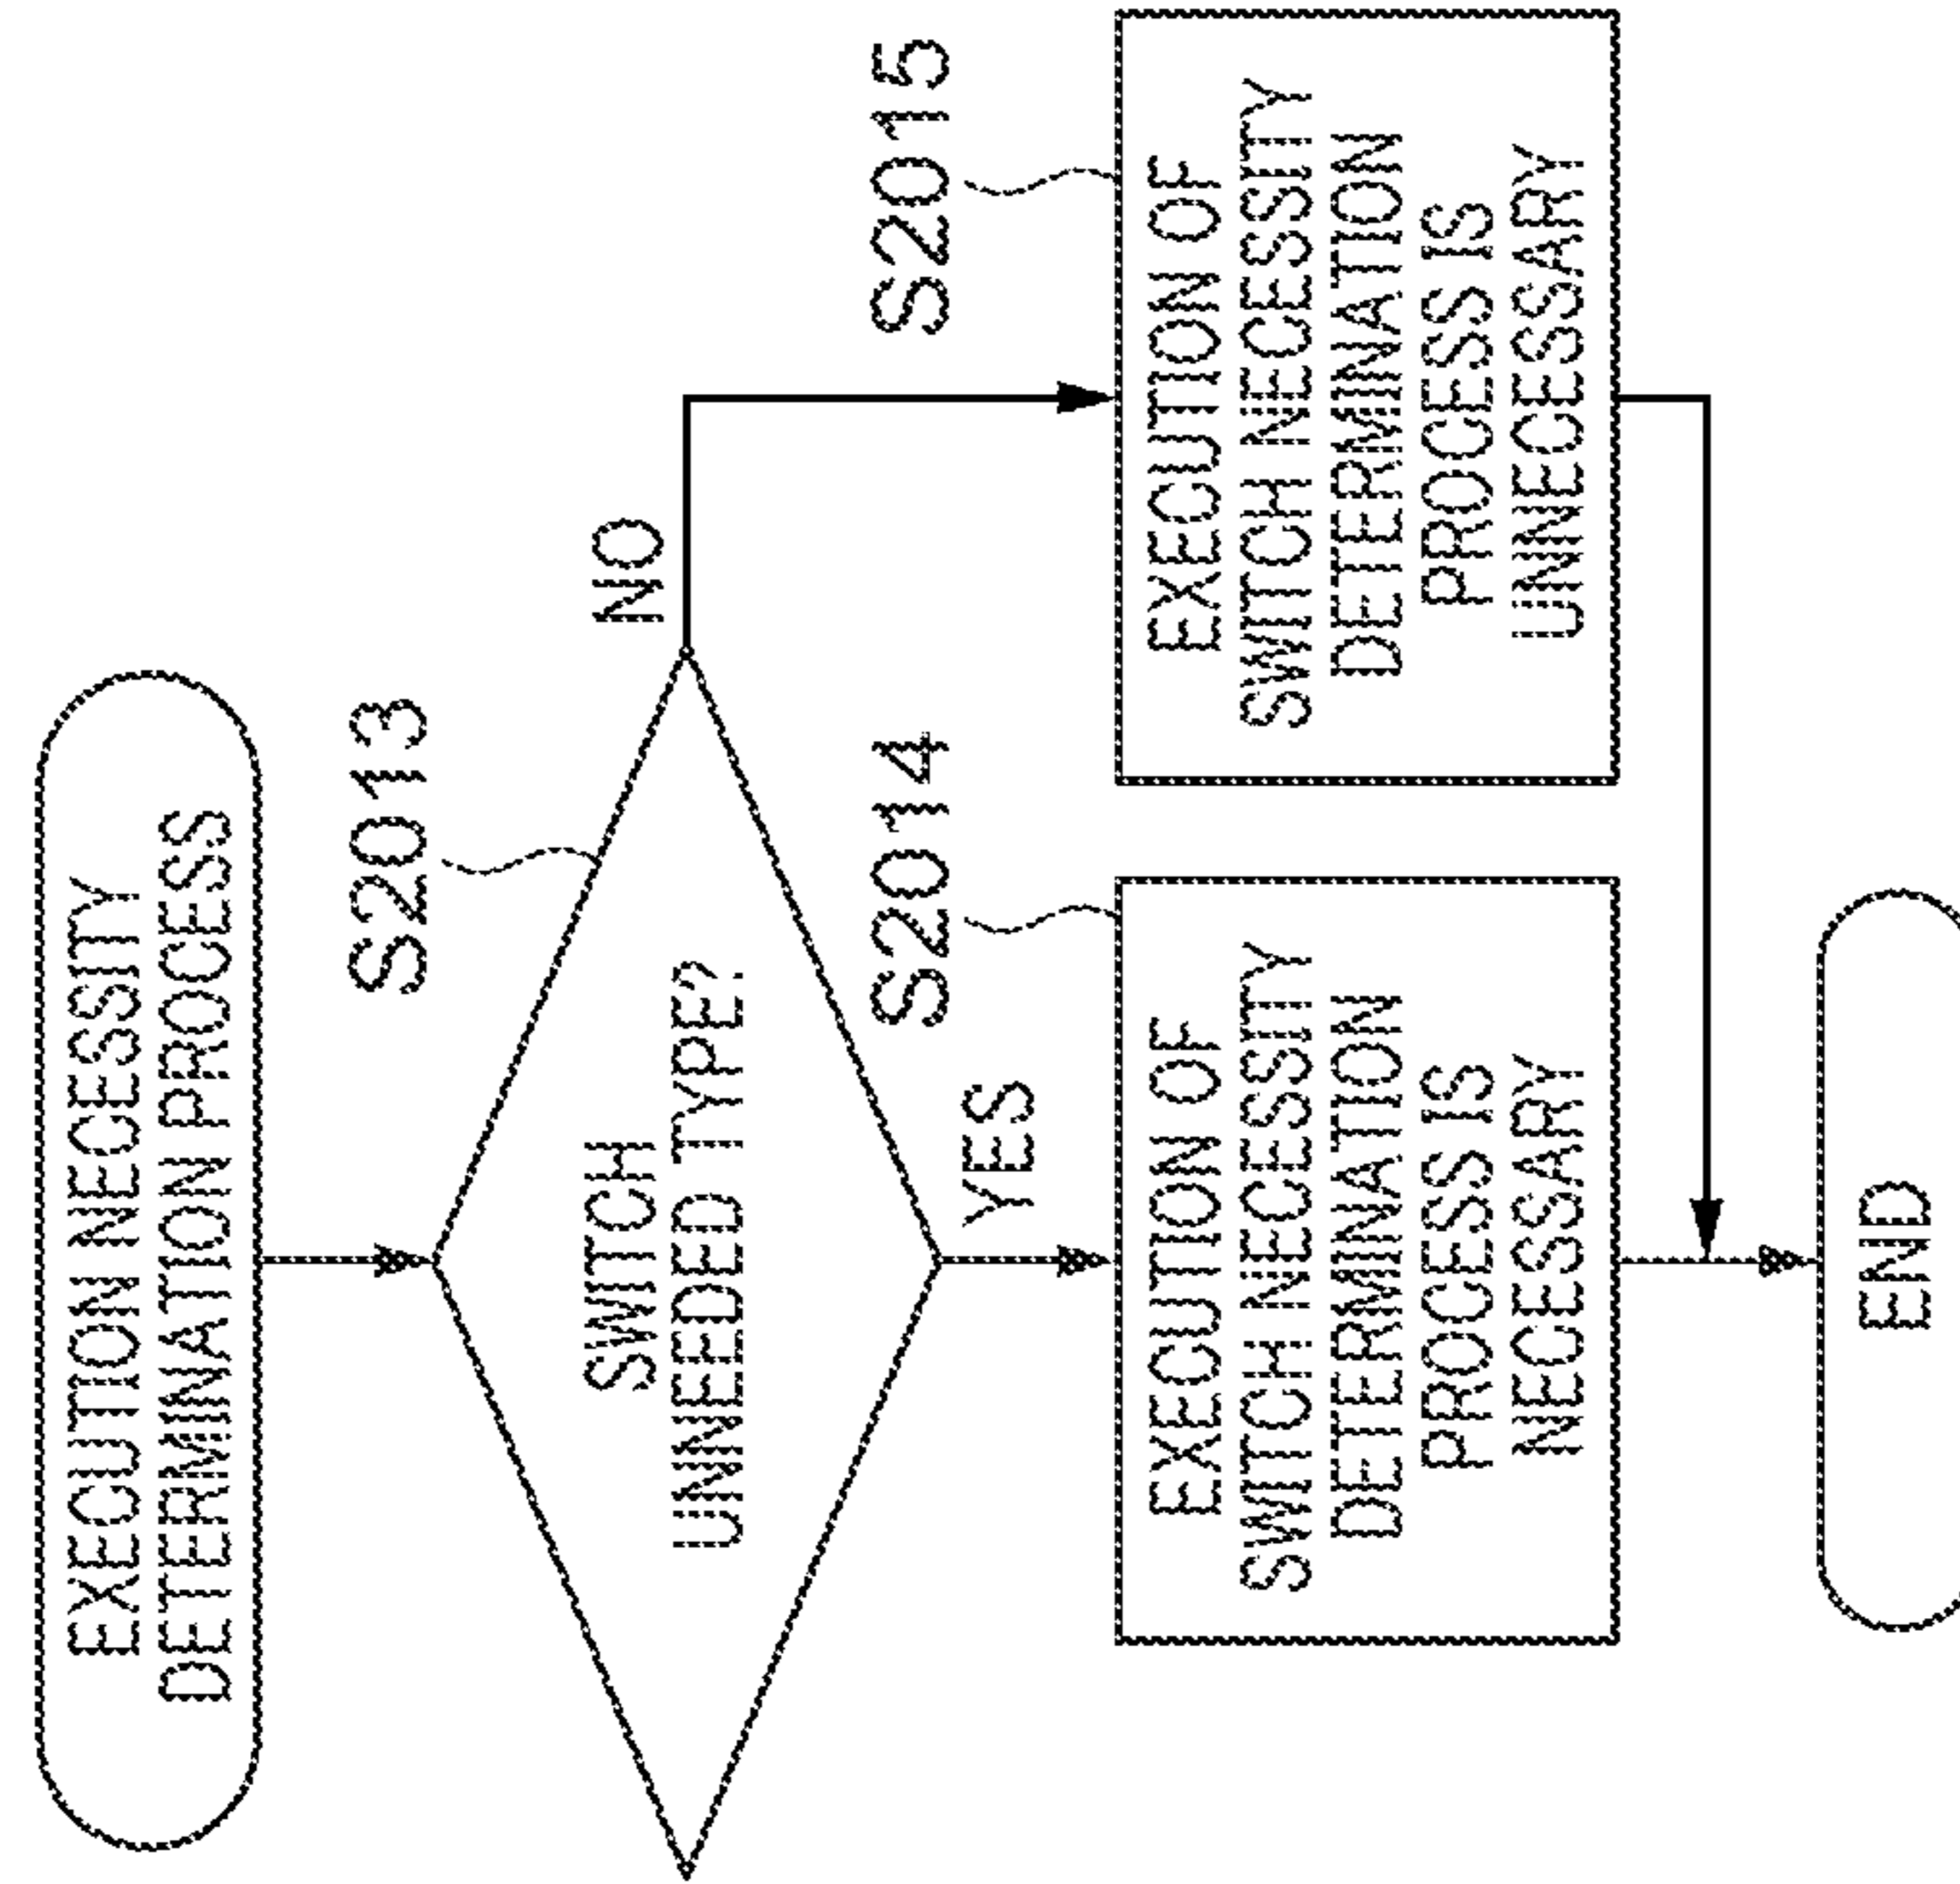 EXECUTION NECESSITY
DETERMINATION PROCESS
S2013
SWITCH
UNNEEDED TYPE?
NO
YES
S2014
EXECUTION OF
SWITCH NECESSITY
DETERMINATION
PROCESS IS
NECESSARY
S2015
EXECUTION OF
SWITCH NECESSITY
DETERMINATION
PROCESS IS
UNNECESSARY
END